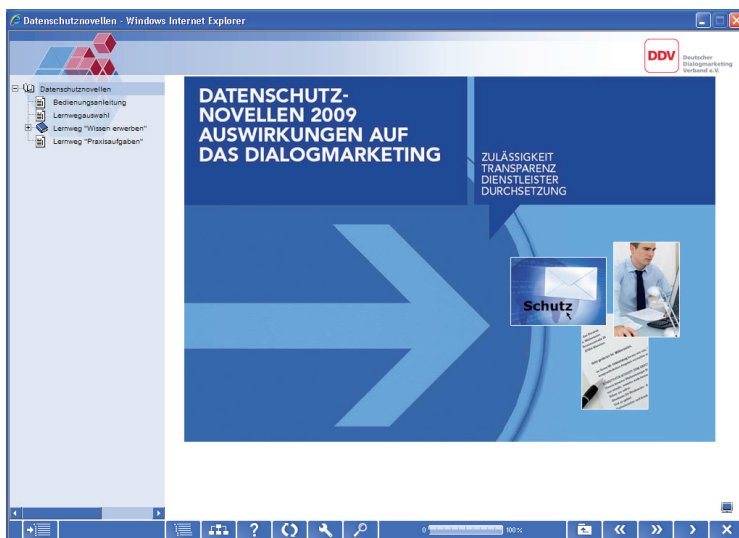 Datenschutznovellen - Windows Internet Explorer
DDV
Deutscher
Dialogmarketing
Verband e.V.
Datenschutznovellen
Bedienungsanleitung
Lernwegauswahl
Lernweg "Wissen erwerben"
Lernweg "Praxisaufgaben"
DATENSCHUTZ-
NOVELLEN 2009
AUSWIRKUNGEN AUF
DAS DIALOGMARKETING
ZULÄSSIGKEIT
TRANSPARENZ
DIENSTLEISTER
DURCHSETZUNG
Schutz
0
100 %